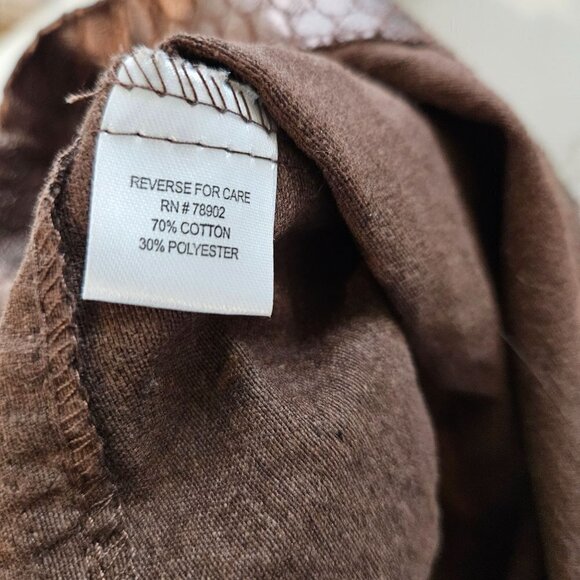 REVERSE FOR CARE
RN # 78902
70% COTTON
30% POLYESTER